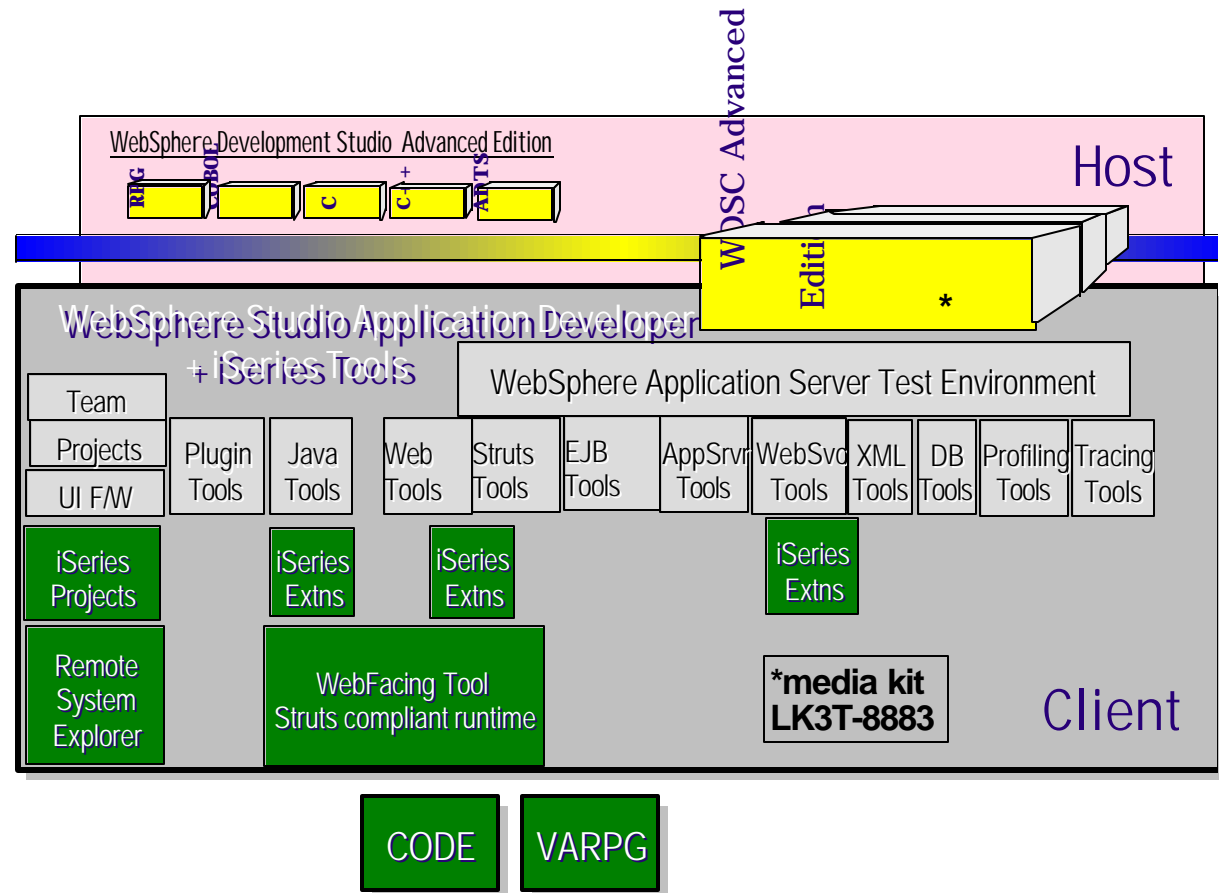 WDSC Advanced
Edition
WebSphere Development Studio Advanced Edition
Host
RPG
COBOL
C
C++
ADTS
*
WebSphere Studio Application Developer
+ iSeries Tools
WebSphere Application Server Test Environment
Team
Projects
UI F/W
Plugin
Tools
Java
Tools
Web
Tools
Struts
Tools
EJB
Tools
AppSrvr
Tools
WebSvc
Tools
XML
Tools
DB
Tools
Profiling
Tools
Tracing
Tools
iSeries
Projects
iSeries
Extns
iSeries
Extns
iSeries
Extns
Remote
System
Explorer
WebFacing Tool
Struts compliant runtime
*media kit
LK3T-8883
Client
CODE
VARPG